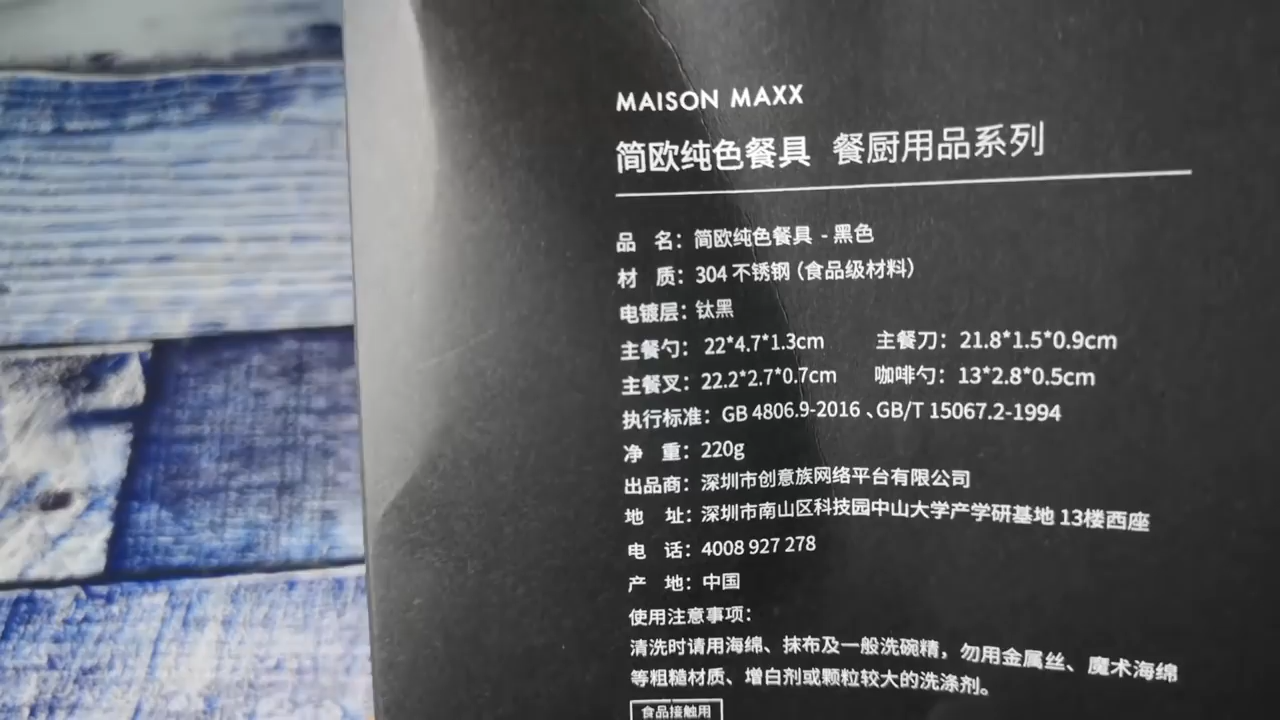 MAISON MAXX
简欧纯色餐具 餐厨用品系列
品 名：简欧纯色餐具 - 黑色
材 质：304 不锈钢（食品级材料）
电镀层：钛黑
主餐勺：22*4.7*1.3cm 主餐刀：21.8*1.5*0.9cm
主餐叉：22.2*2.7*0.7cm 咖啡勺：13*2.8*0.5cm
执行标准：GB 4806.9-2016 、GB/T 15067.2-1994
净 重：220g
出品商：深圳市创意族网络平台有限公司
地 址：深圳市南山区科技园中山大学产学研基地 13楼西座
电 话：4008 927 278
产 地：中国
使用注意事项：
清洗时请用海绵、抹布及一般洗碗精，勿用金属丝、魔术海绵
等粗糙材质、增白剂或颗粒较大的洗涤剂。
食品接触用